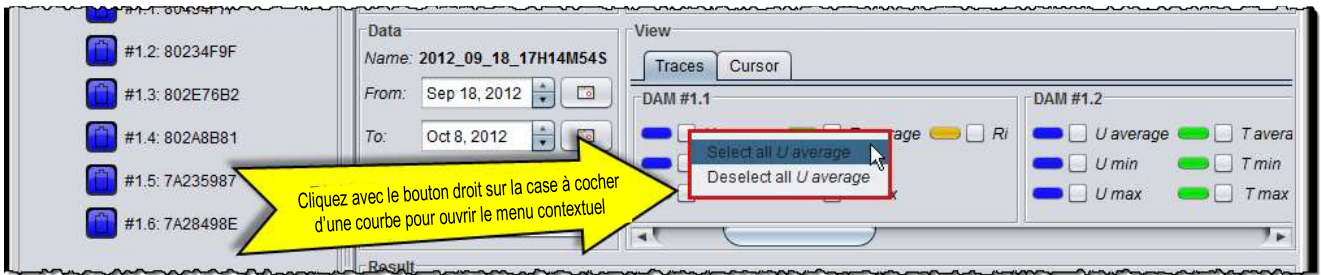 #1.2: 80234F9F
#1.3: 802E76B2
#1.4: 802A8B81
#1.5: 7A235987
#1.6: 7A28498E
Data
Name: 2012_09_18_17H14M54S
From: Sep 18, 2012
To: Oct 8, 2012
Cliquez avec le bouton droit sur la case à cocher
d'une courbe pour ouvrir le menu contextuel
View
Traces Cursor
DAM #1.1
Ri
Select all U average
Deselect all U average
DAM #1.2
U average T avera
U min T min
U max T max
Result